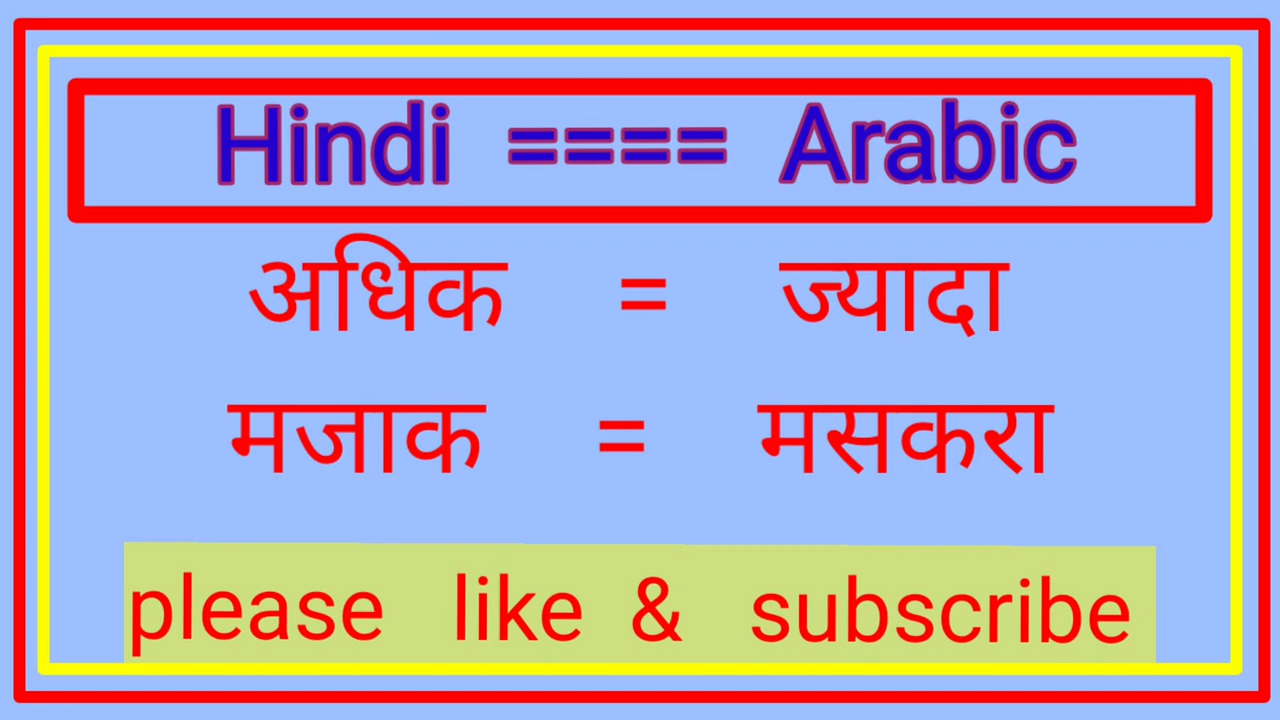 Hindi ==== Arabic
अधिक = ज्यादा
मजाक = मसकरा
please like & subscribe